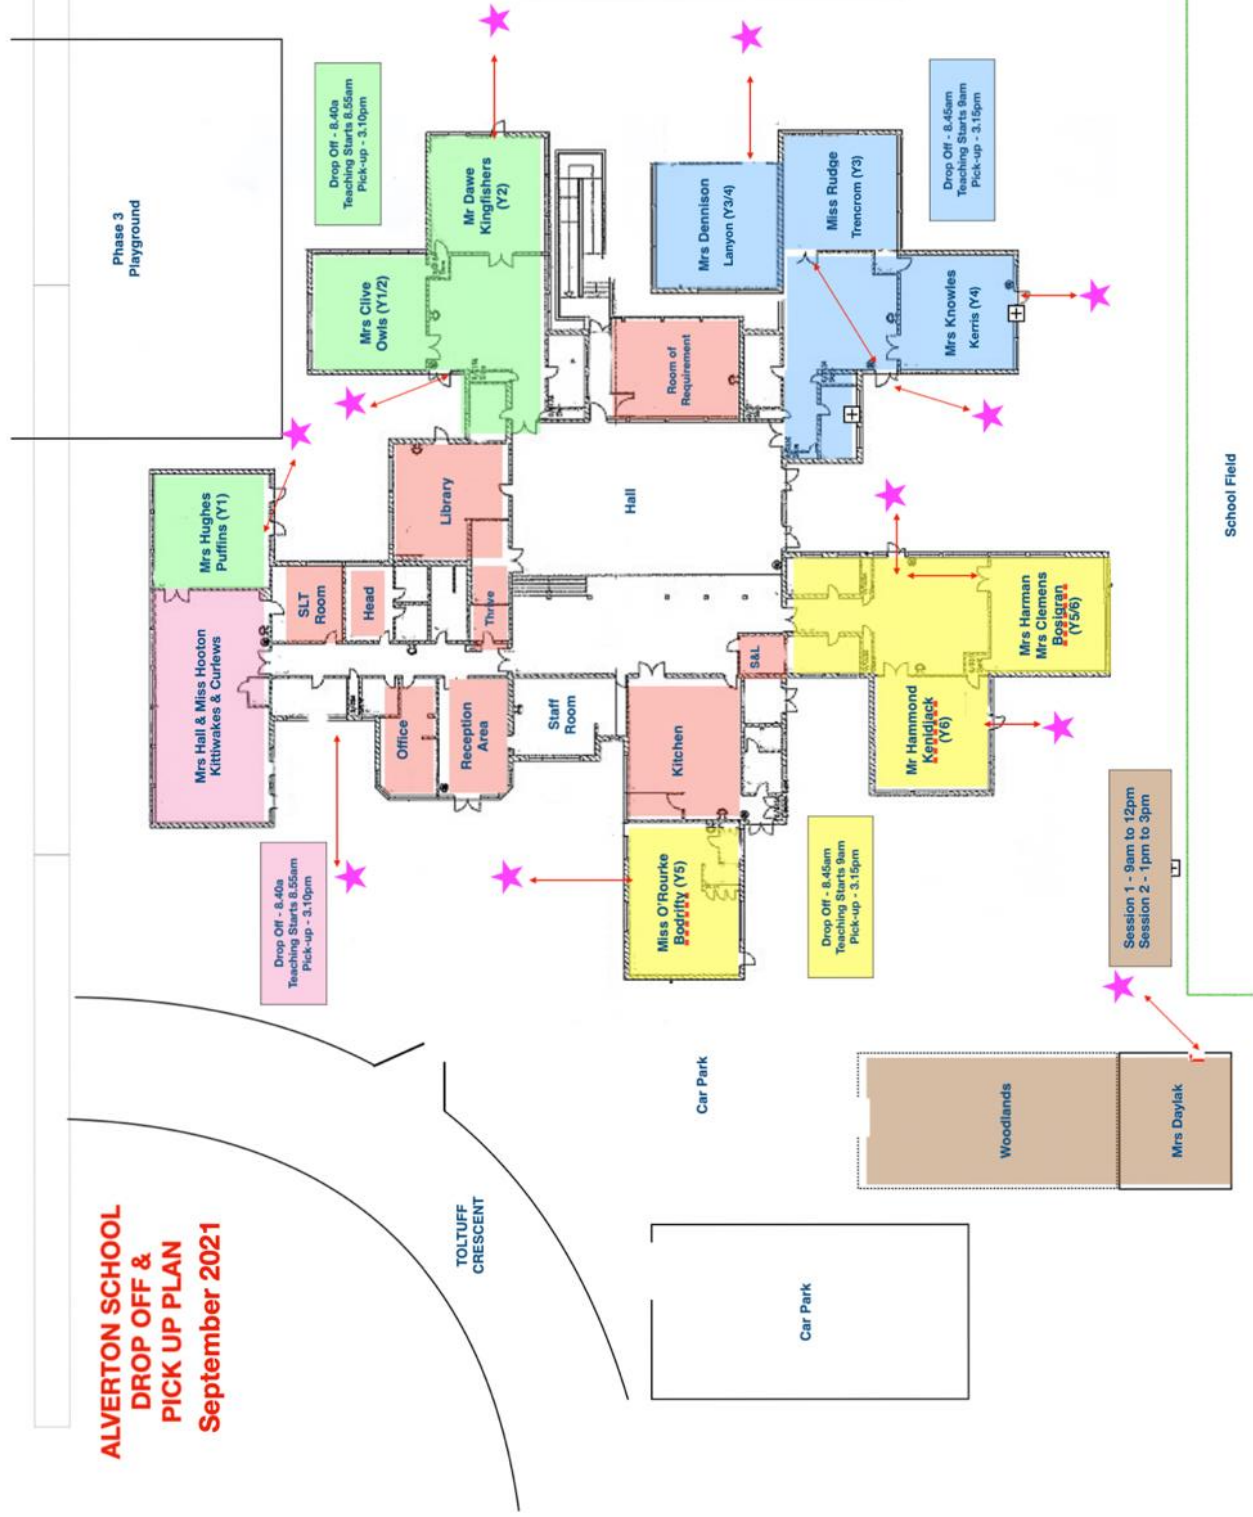 ALVERTON SCHOOL
DROP OFF &
PICK UP PLAN
September 2021
Phase 3
Playground
Drop Off - 8.40a
Teaching Starts 8.55am
Pick-up - 3.10pm
Mrs Clive
Owls (Y1/2)
Mr Dawe
Kingfishers
(Y2)
Mrs Hughes
Puffins (Y1)
Mrs Hall & Miss Hooton
Kittiwakes & Curlews
Drop Off - 8.40a
Teaching Starts 8.55am
Pick-up - 3.10pm
SLT
Room
Head
Library
Thrive
Office
Reception
Area
Staff
Room
Hall
Room of
Requirement
Kitchen
S&L
Mrs Dennison
Lanyon (Y3/4)
Miss Rudge
Trencrom (Y3)
Mrs Knowles
Kerris (Y4)
Drop Off - 8.45am
Teaching Starts 9am
Pick-up - 3.15pm
Miss O'Rourke
Bodrifty (Y5)
Mr Hammond
Kenidjack
(Y6)
Mrs Harman
Mrs Clemens
Bosigran
(Y5/6)
Drop Off - 8.45am
Teaching Starts 9am
Pick-up - 3.15pm
Session 1 - 9am to 12pm
Session 2 - 1pm to 3pm
School Field
TOLTUFF
CRESCENT
Car Park
Car Park
Woodlands
Mrs Daylak